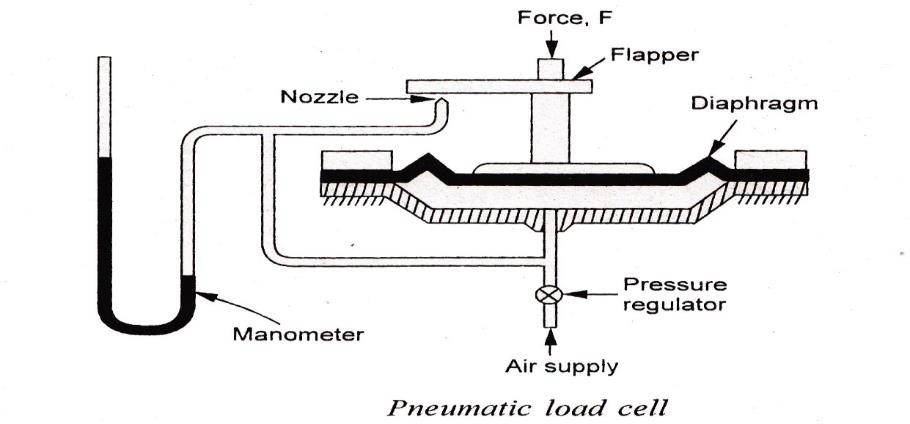 Force, F
Flapper
Nozzle
Diaphragm
Pressure
regulator
Manometer
Air supply
Pneumatic load cell